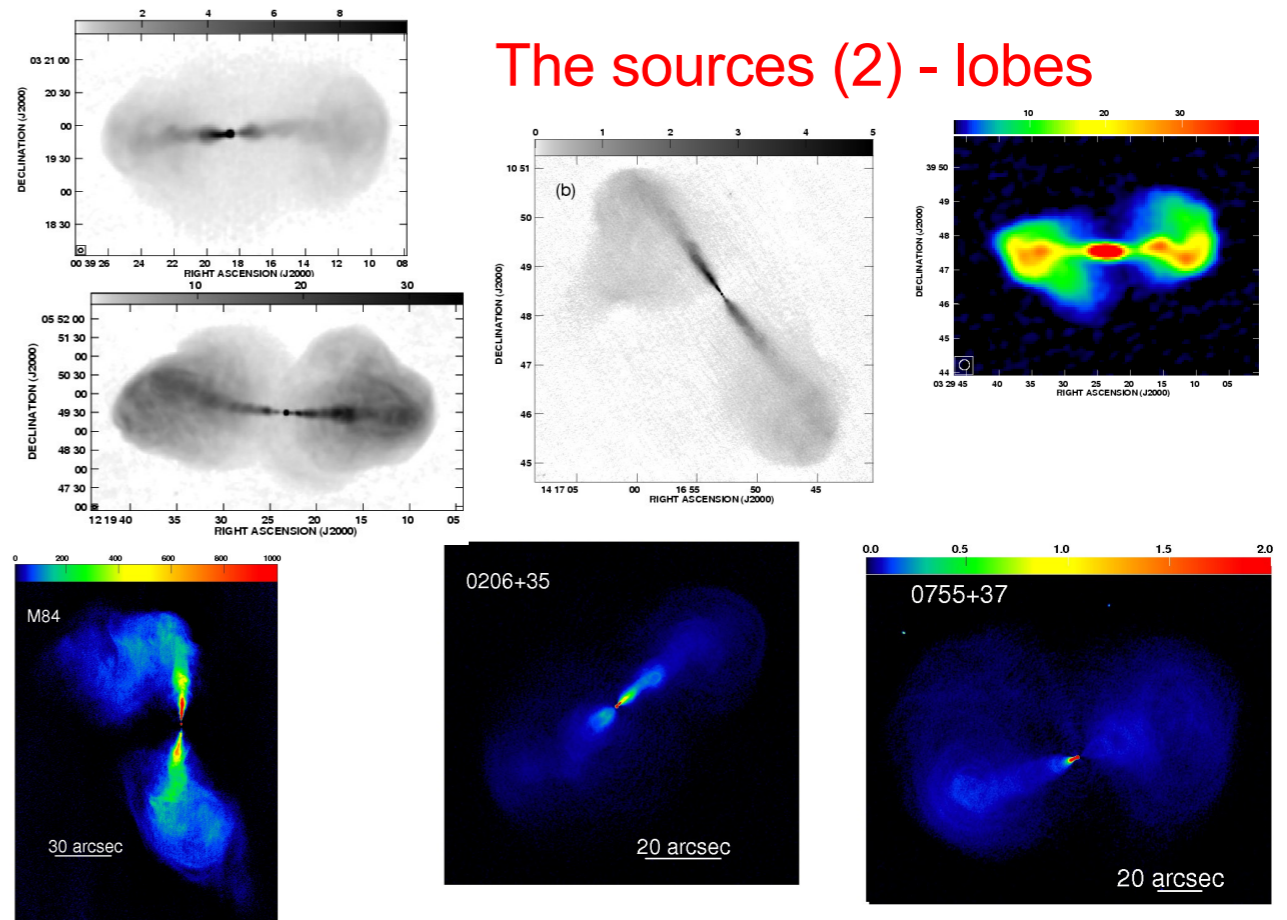 The sources (2) - lobes
2 4 6 8
DECLINATION (J2000)
03 21 00
20 30
00
19 30
00
18 30
00 39 26 24 22 20 18 16 14 12 10 08
RIGHT ASCENSION (J2000)
0 1 2 3 4 5
(b)
DECLINATION (J2000)
10 51
50
49
48
47
46
45
14 17 05 00 16 55 50 45
RIGHT ASCENSION (J2000)
10 20 30
DECLINATION (J2000)
39 50
49
48
47
46
45
44
03 29 45 40 35 30 25 20 15 10 05
RIGHT ASCENSION (J2000)
10 20 30
DECLINATION (J2000)
05 52 00
51 30
00
50 30
00
49 30
00
48 30
00
47 30
00
12 19 40 35 30 25 20 15 10 05
RIGHT ASCENSION (J2000)
0 200 400 600 800 1000
M84
30 arcsec
0206+35
20 arcsec
0.0 0.5 1.0 1.5 2.0
0755+37
20 arcsec